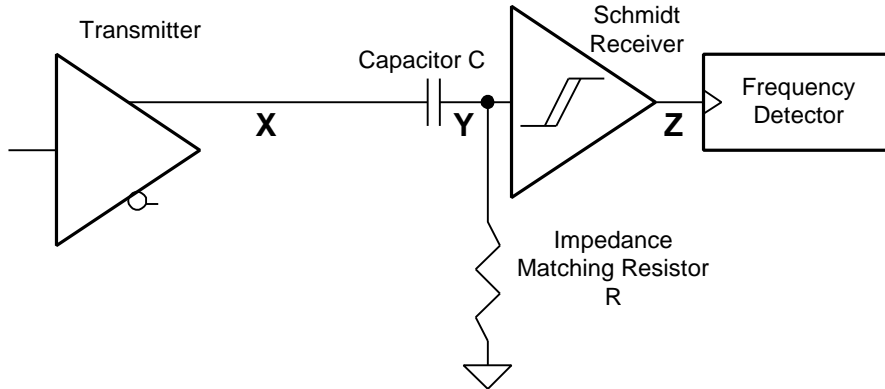 Transmitter
Schmidt
Receiver
Capacitor C
Frequency
Detector
X
Y
Z
Impedance
Matching Resistor
R